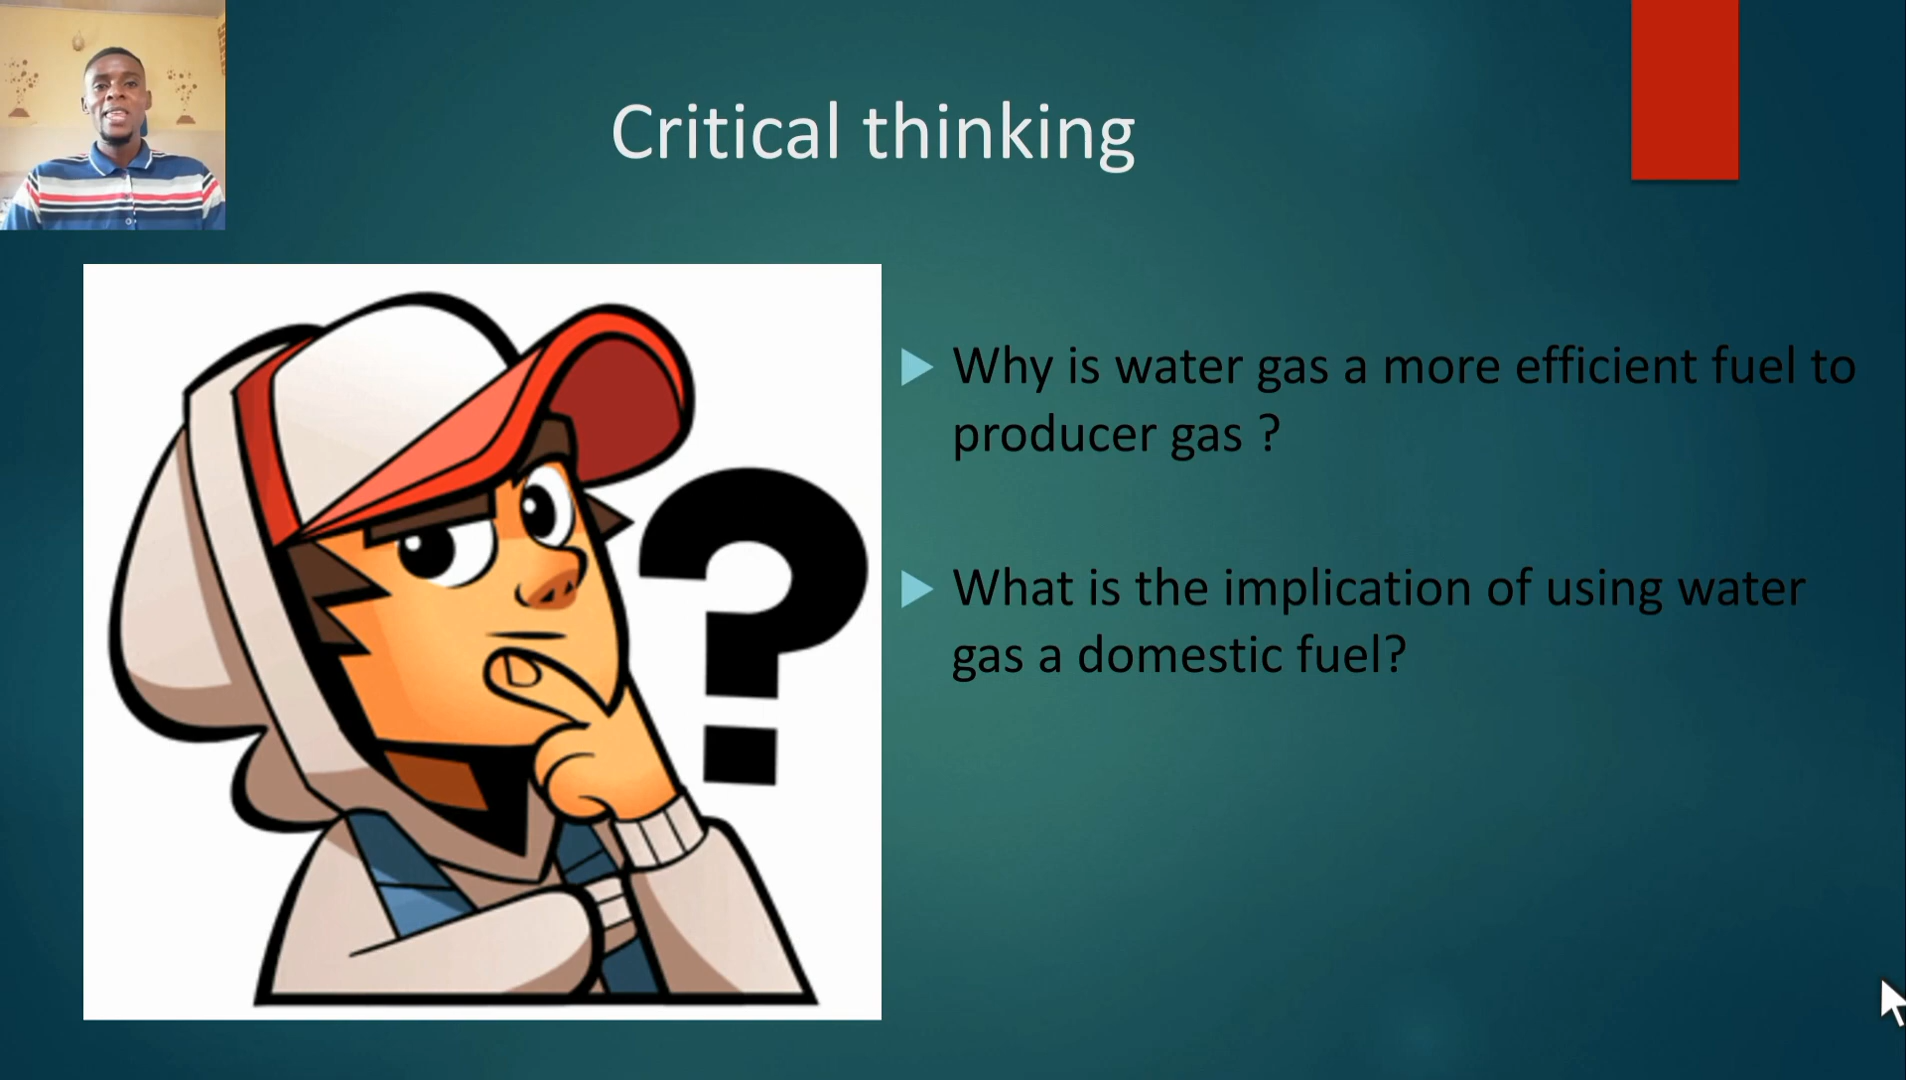 Critical thinking
Why is water gas a more efficient fuel to
producer gas ?
What is the implication of using water
gas a domestic fuel?